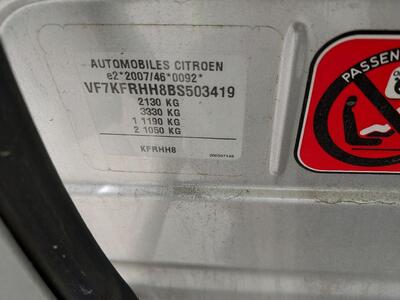 AUTOMOBILES CITROEN
e2*2007/46*0092*
VF7KFRHH8BS503419
2130 KG
3330 KG
1 1190 KG
2 1050 KG
KFRHH8
PASSEN